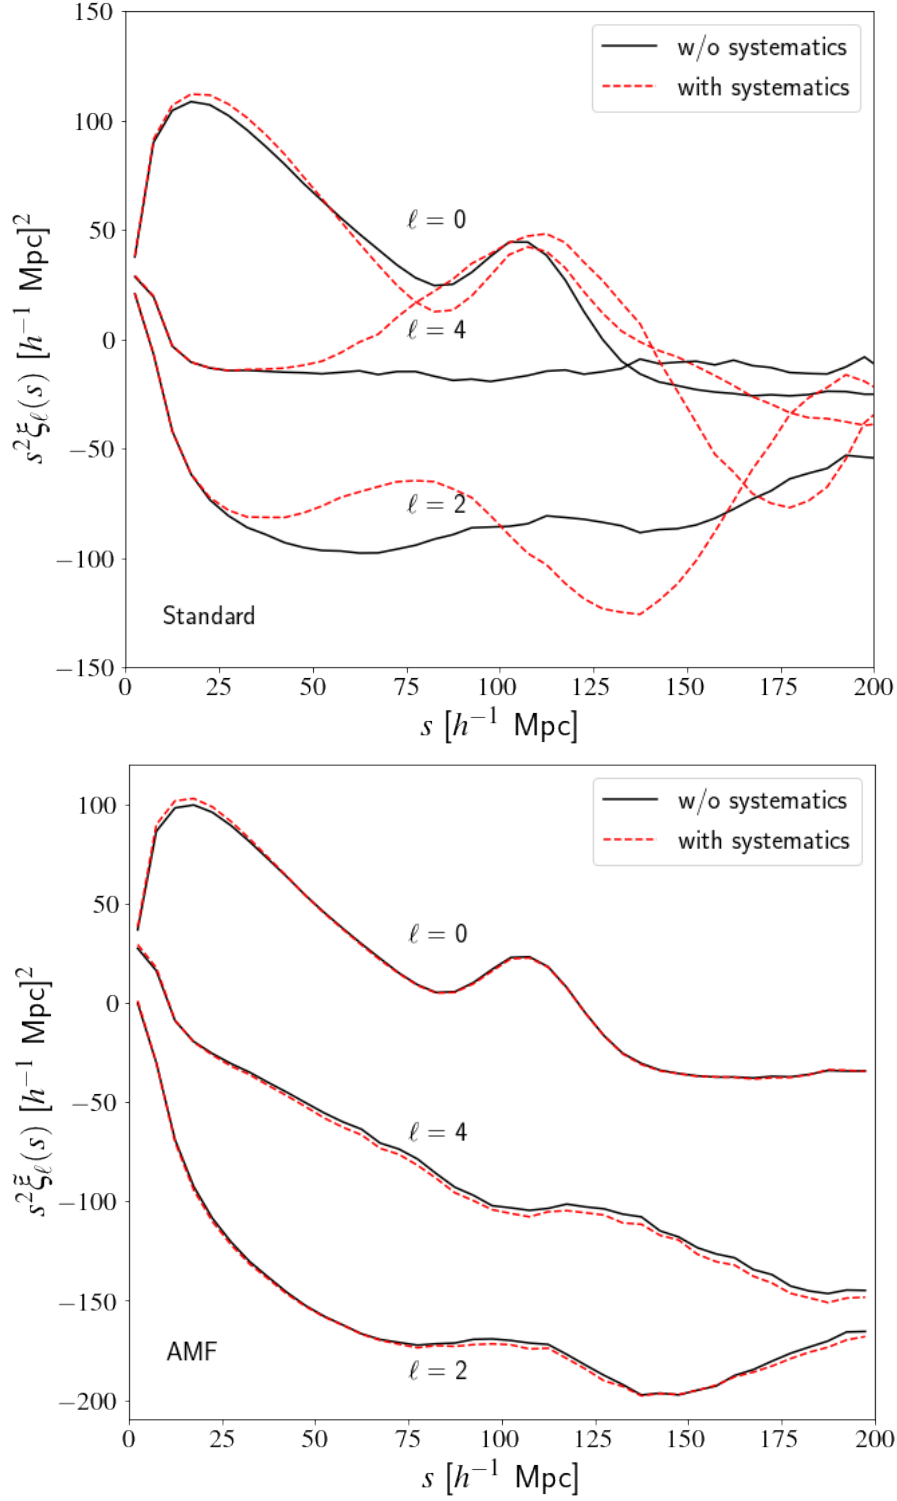 150
100
50
0
−50
−100
−150
s²ξ_ℓ(s) [h⁻¹ Mpc]²
w/o systematics
with systematics
ℓ = 0
ℓ = 4
ℓ = 2
Standard
0 25 50 75 100 125 150 175 200
s [h⁻¹ Mpc]
100
50
0
−50
−100
−150
−200
s²ξ̃_ℓ(s) [h⁻¹ Mpc]²
w/o systematics
with systematics
ℓ = 0
ℓ = 4
AMF
ℓ = 2
0 25 50 75 100 125 150 175 200
s [h⁻¹ Mpc]